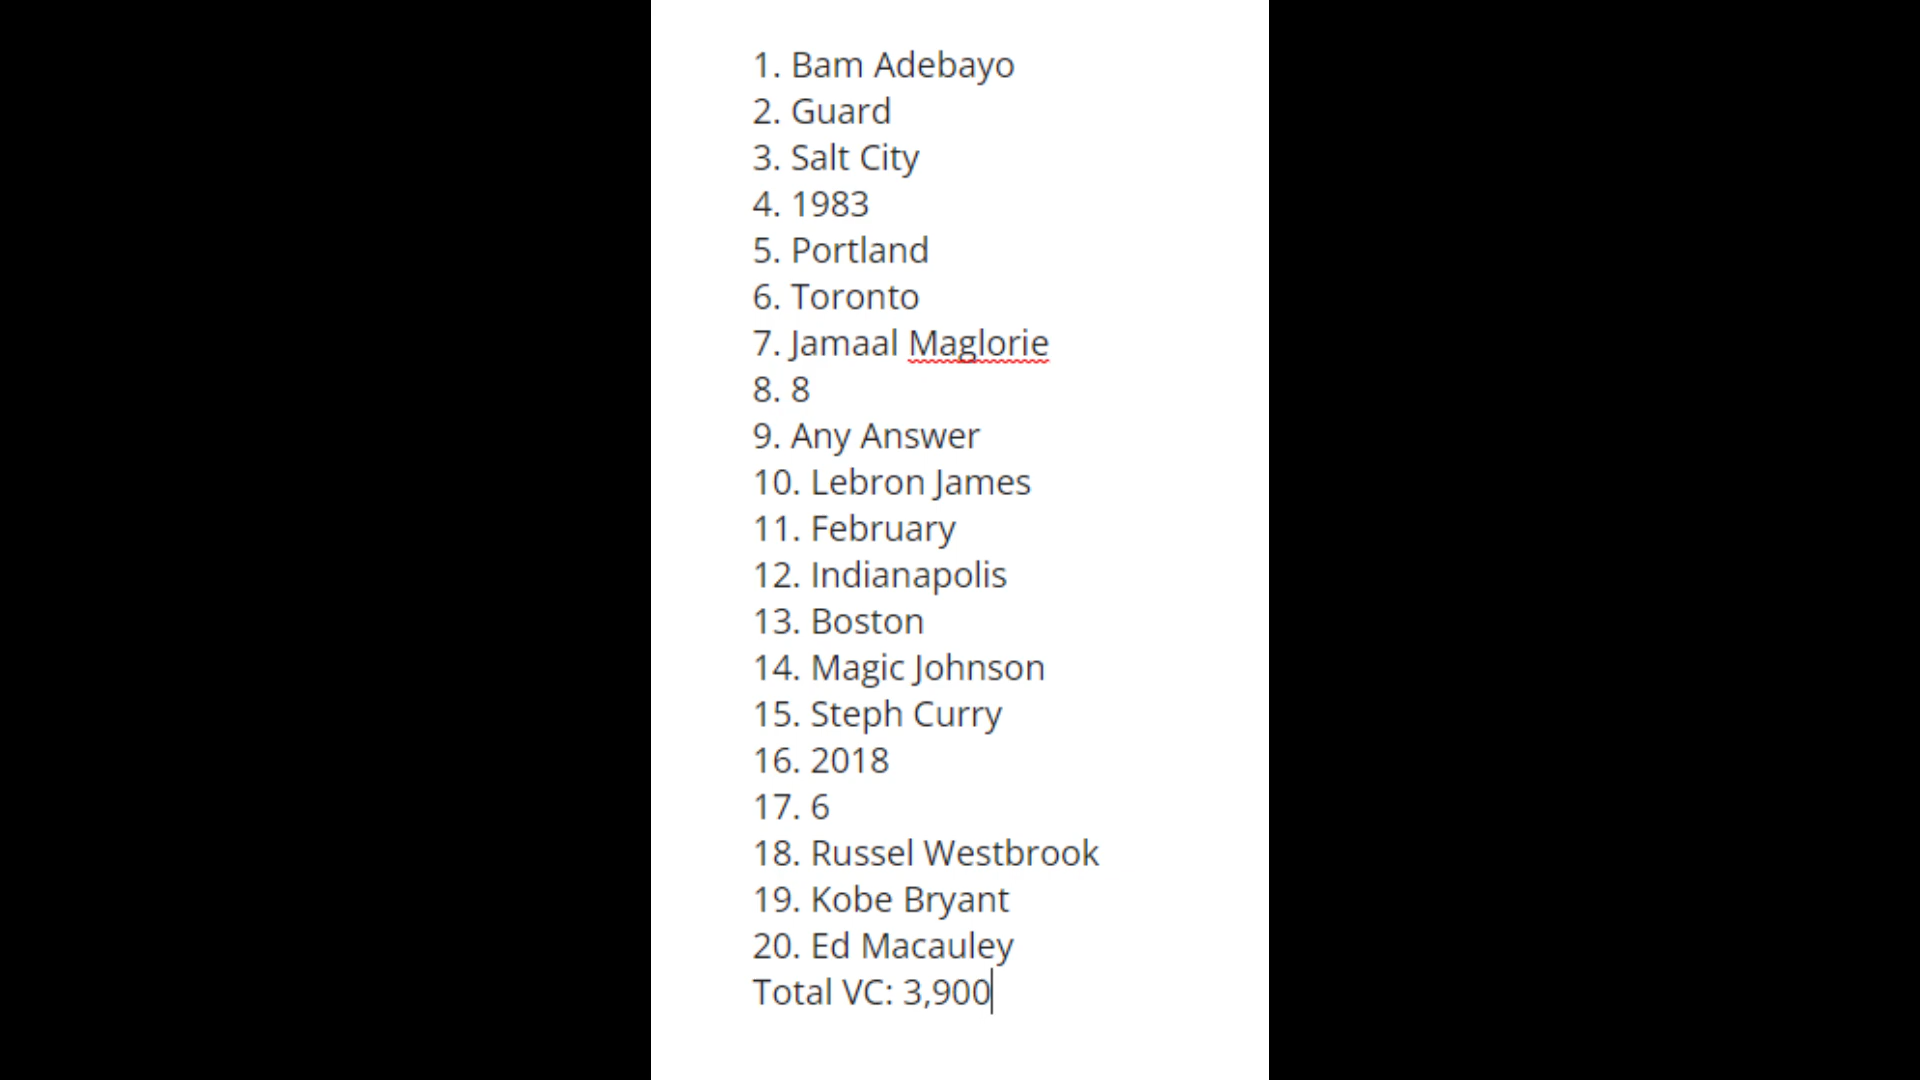 1. Bam Adebayo
2. Guard
3. Salt City
4. 1983
5. Portland
6. Toronto
7. Jamaal Maglorie
8. 8
9. Any Answer
10. Lebron James
11. February
12. Indianapolis
13. Boston
14. Magic Johnson
15. Steph Curry
16. 2018
17. 6
18. Russel Westbrook
19. Kobe Bryant
20. Ed Macauley
Total VC: 3,900